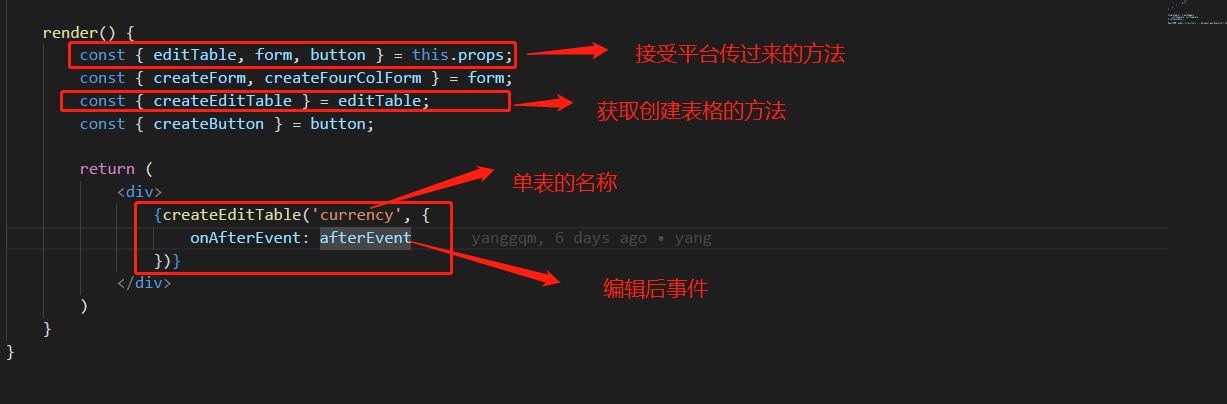 render() {
const { editTable, form, button } = this.props;
接受平台传过来的方法
const { createForm, createFourColForm } = form;
const { createEditTable } = editTable;
获取创建表格的方法
const { createButton } = button;
return (
单表的名称
<div>
{createEditTable('currency', {
onAfterEvent: afterEvent yanggqm, 6 days ago • yang
})}
编辑后事件
</div>
)
}
}